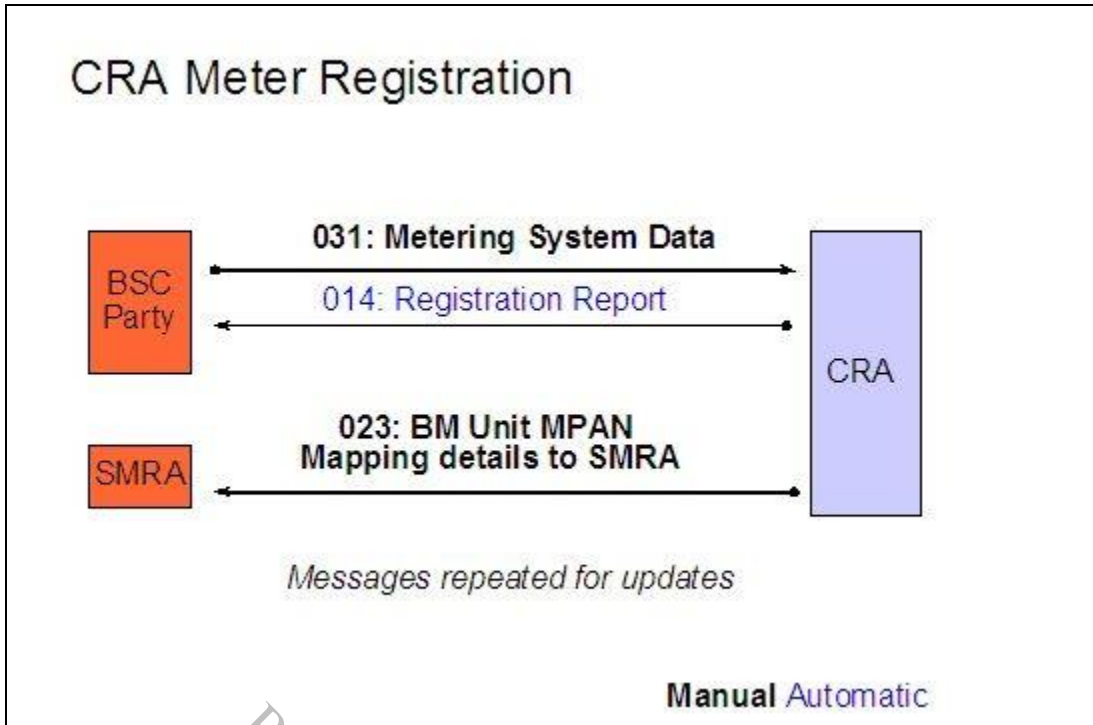 CRA Meter Registration
031: Metering System Data
BSC
Party
014: Registration Report
CRA
023: BM Unit MPAN
Mapping details to SMRA
SMRA
Messages repeated for updates
Manual Automatic